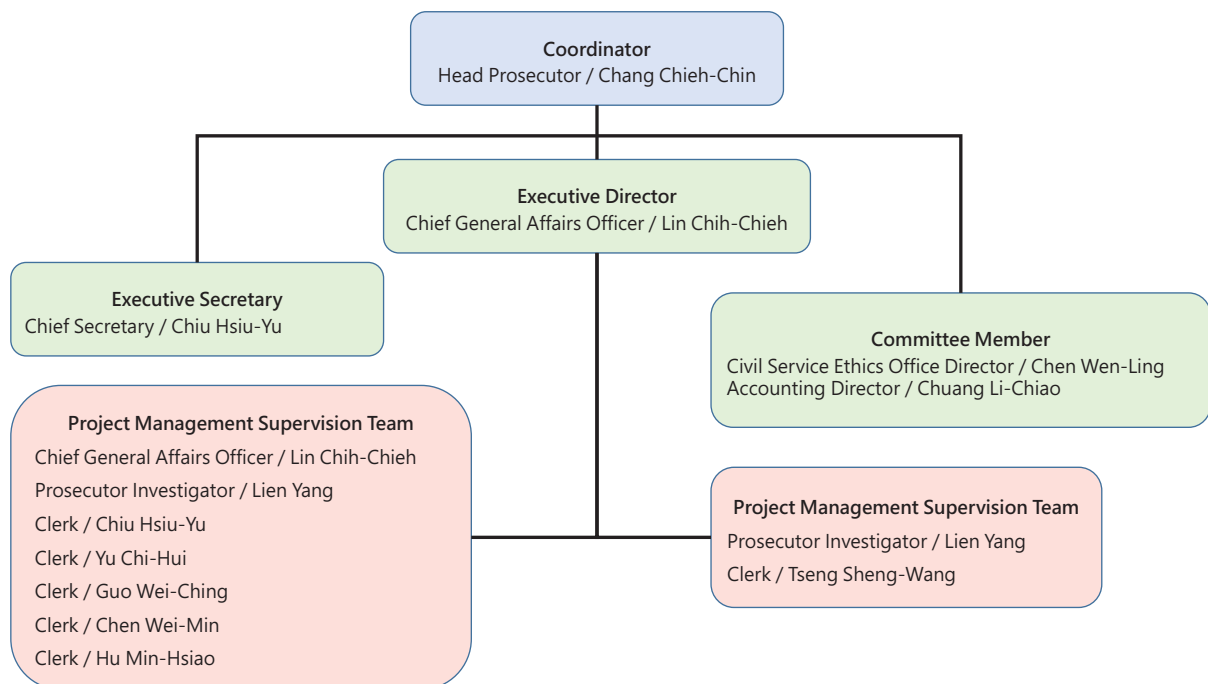 Coordinator
Head Prosecutor / Chang Chieh-Chin
Executive Director
Chief General Affairs Officer / Lin Chih-Chieh
Executive Secretary
Chief Secretary / Chiu Hsiu-Yu
Committee Member
Civil Service Ethics Office Director / Chen Wen-Ling
Accounting Director / Chuang Li-Chiao
Project Management Supervision Team
Chief General Affairs Officer / Lin Chih-Chieh
Prosecutor Investigator / Lien Yang
Clerk / Chiu Hsiu-Yu
Clerk / Yu Chi-Hui
Clerk / Guo Wei-Ching
Clerk / Chen Wei-Min
Clerk / Hu Min-Hsiao
Project Management Supervision Team
Prosecutor Investigator / Lien Yang
Clerk / Tseng Sheng-Wang